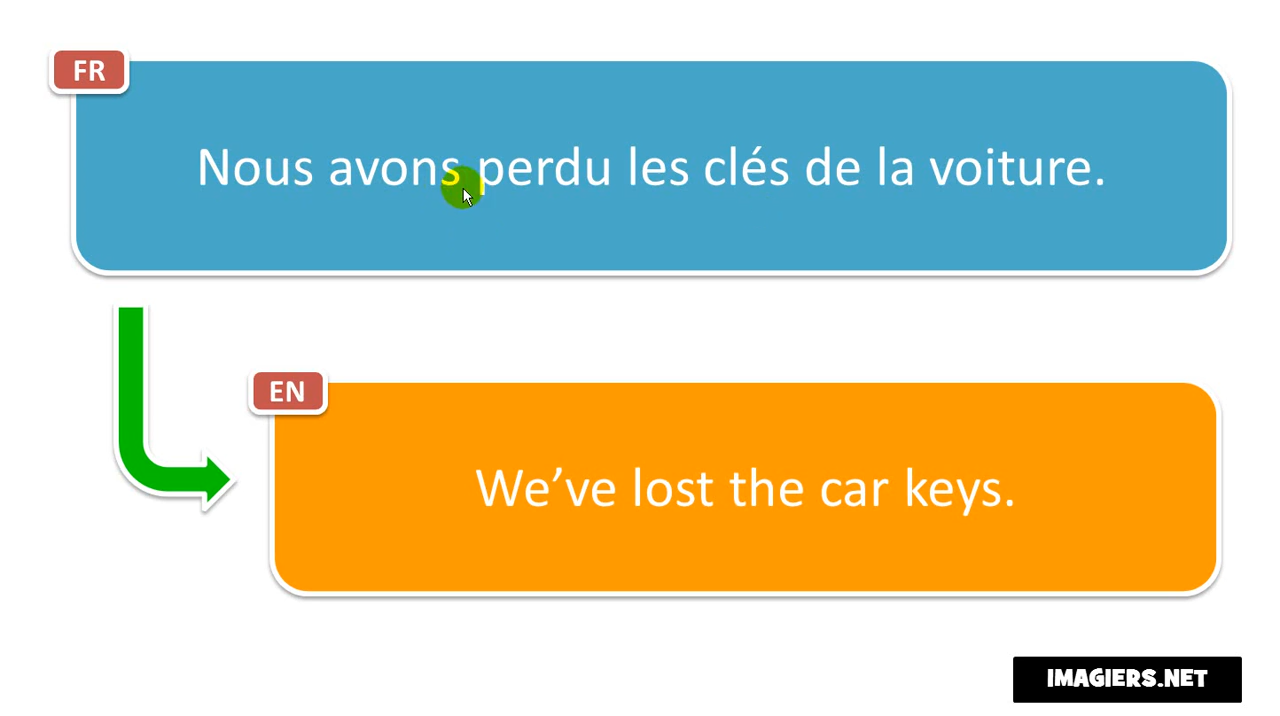 FR
Nous avons perdu les clés de la voiture.
EN
We’ve lost the car keys.
IMAGIERS.NET